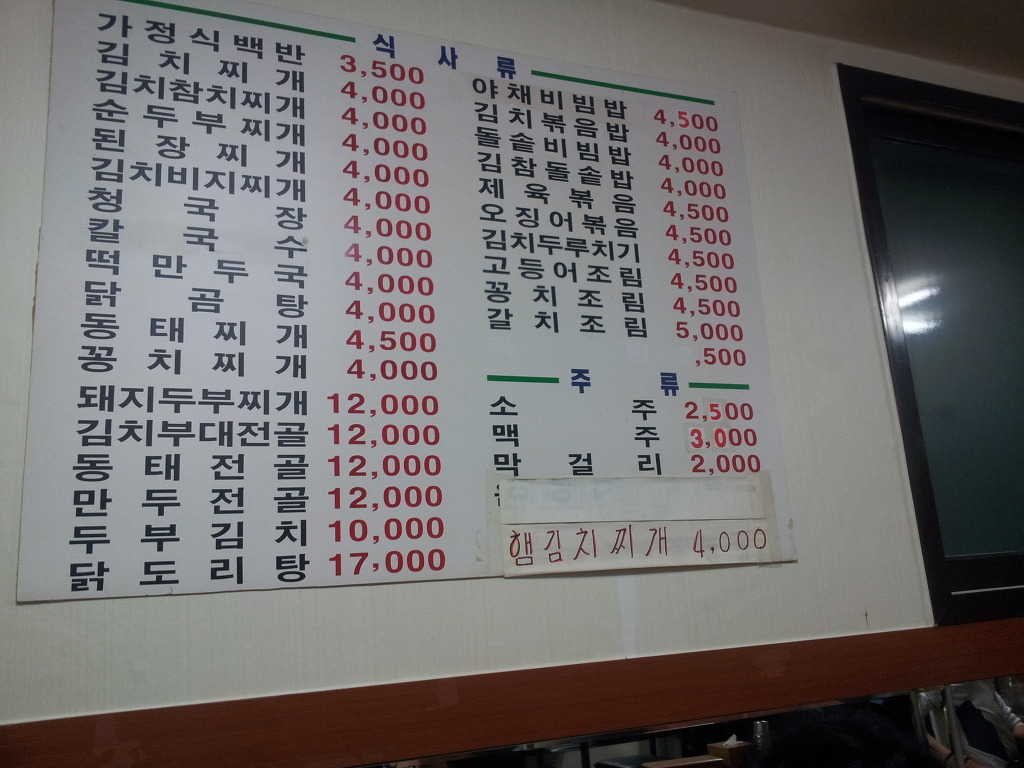 식 사 류
가정식백반 3,500
김치찌개 4,000
김치참치찌개 4,000
순두부찌개 4,000
된장찌개 4,000
김치비지찌개 4,000
청국장 4,000
칼국수 4,000
떡만두국 4,000
닭곰탕 4,000
동태찌개 4,500
꽁치찌개 4,000
돼지두부찌개 12,000
김치부대전골 12,000
동태전골 12,000
만두전골 12,000
두부김치 10,000
닭도리탕 17,000
야채비빔밥 4,500
김치볶음밥 4,000
돌솥비빔밥 4,000
김참돌솥밥 4,000
제육볶음 4,500
오징어볶음 4,500
김치두루치기 4,500
고등어조림 4,500
꽁치조림 4,500
갈치조림 5,000
,500
주 류
소주 2,500
맥주 3,000
막걸리 2,000
햄김치찌개 4,000